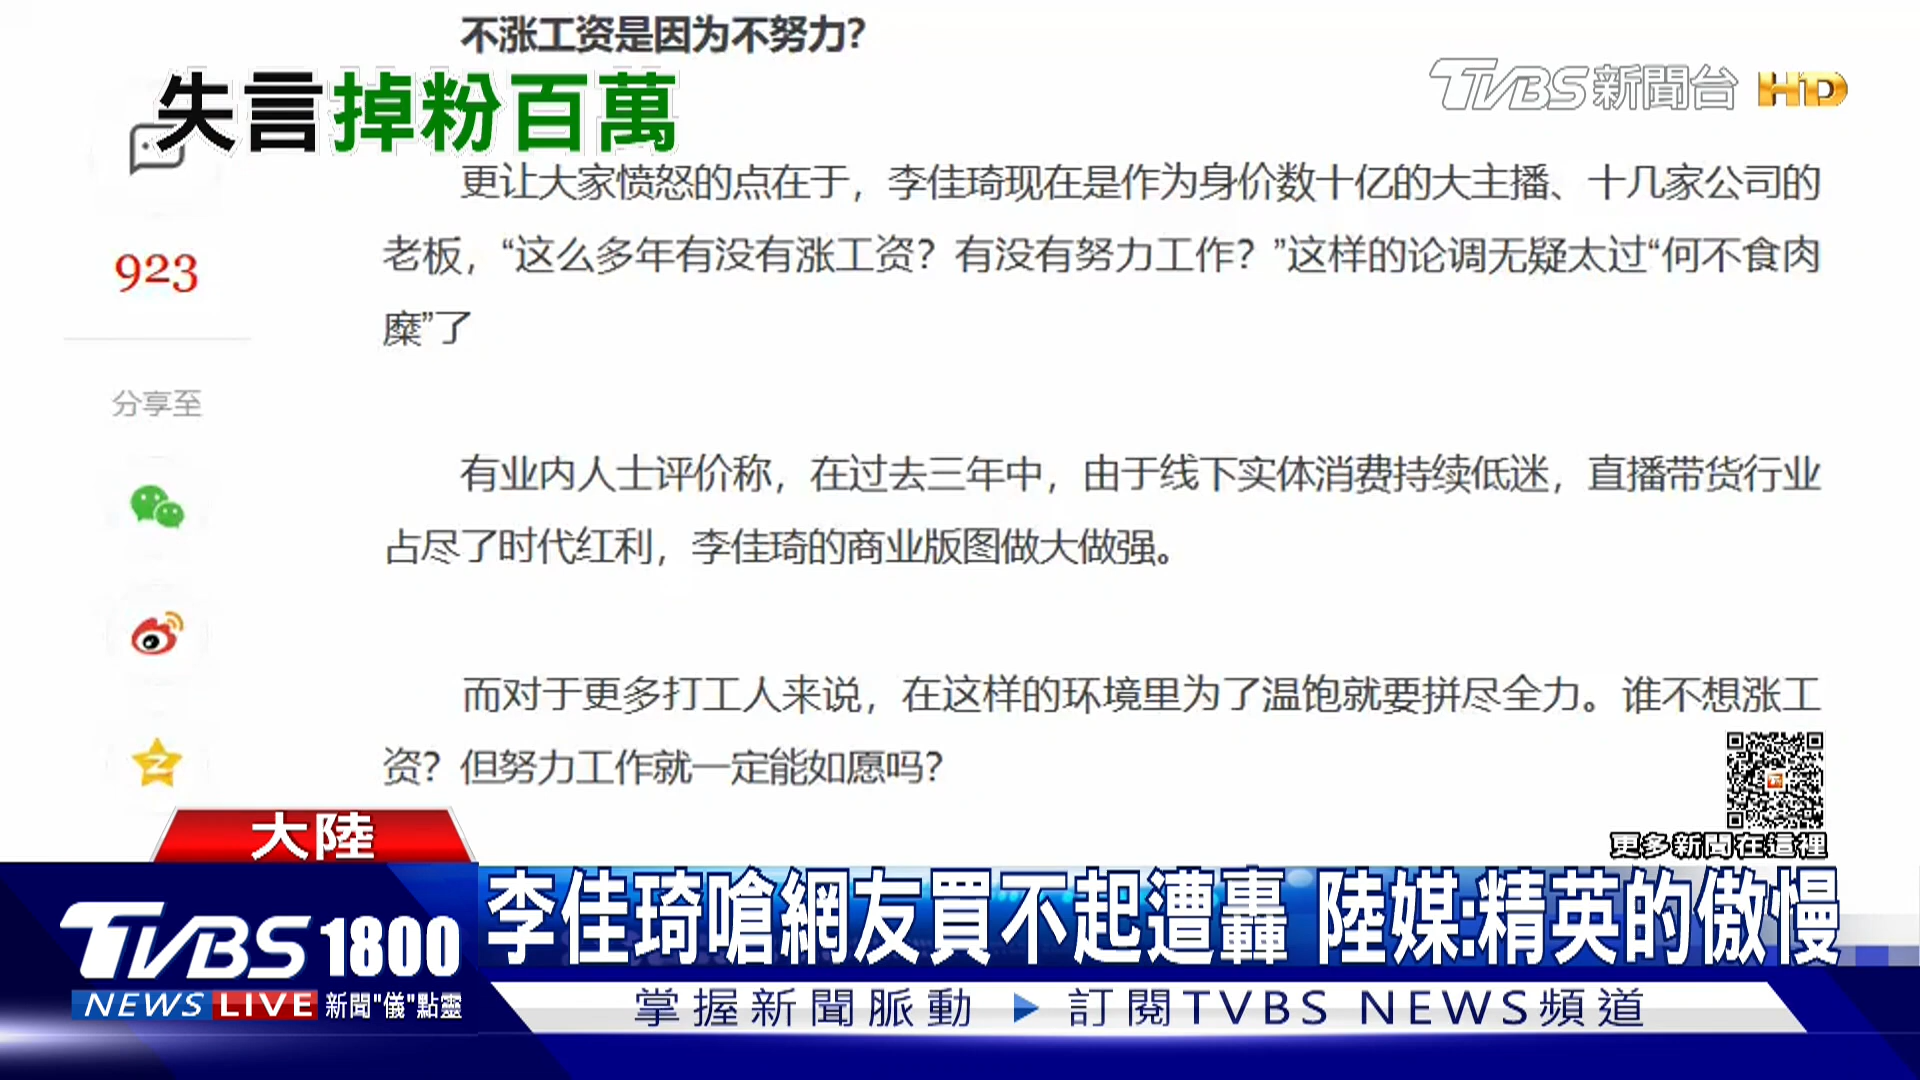 不涨工资是因为不努力?
失言掉粉百萬
TVBS新聞台 HD
更让大家愤怒的点在于，李佳琦现在是作为身价数十亿的大主播、十几家公司的
老板，“这么多年有没有涨工资？有没有努力工作？”这样的论调无疑太过“何不食肉
糜”了
923
分享至
有业内人士评价称，在过去三年中，由于线下实体消费持续低迷，直播带货行业
占尽了时代红利，李佳琦的商业版图做大做强。
而对于更多打工人来说，在这样的环境里为了温饱就要拼尽全力。谁不想涨工
资？但努力工作就一定能如愿吗？
更多新聞在這裡
大陸
李佳琦嗆網友買不起遭轟 陸媒:精英的傲慢
TVBS 1800
NEWS LIVE 新聞"儀"點靈
掌握新聞脈動 ▶ 訂閱TVBS NEWS頻道